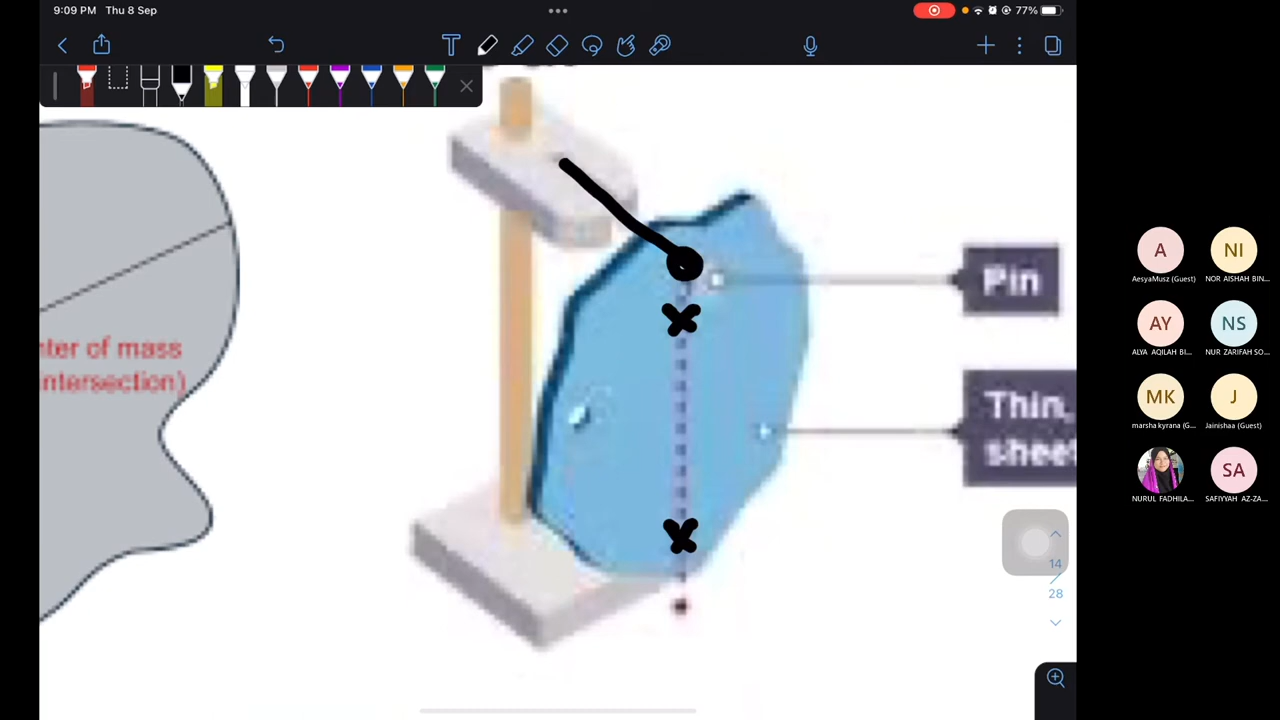 9:09 PM Thu 8 Sep
77%
T
nter of mass
intersection)
Pin
Thin,
shee
14
28
A
AesyaMusz (Guest)
NI
NOR AISHAH BIN...
AY
ALYA AQILAH BI...
NS
NUR ZARIFAH SO...
MK
marsha kyrana (G...
J
Jainishaa (Guest)
NURUL FADHILA...
SA
SAFIYYAH AZ-ZA...